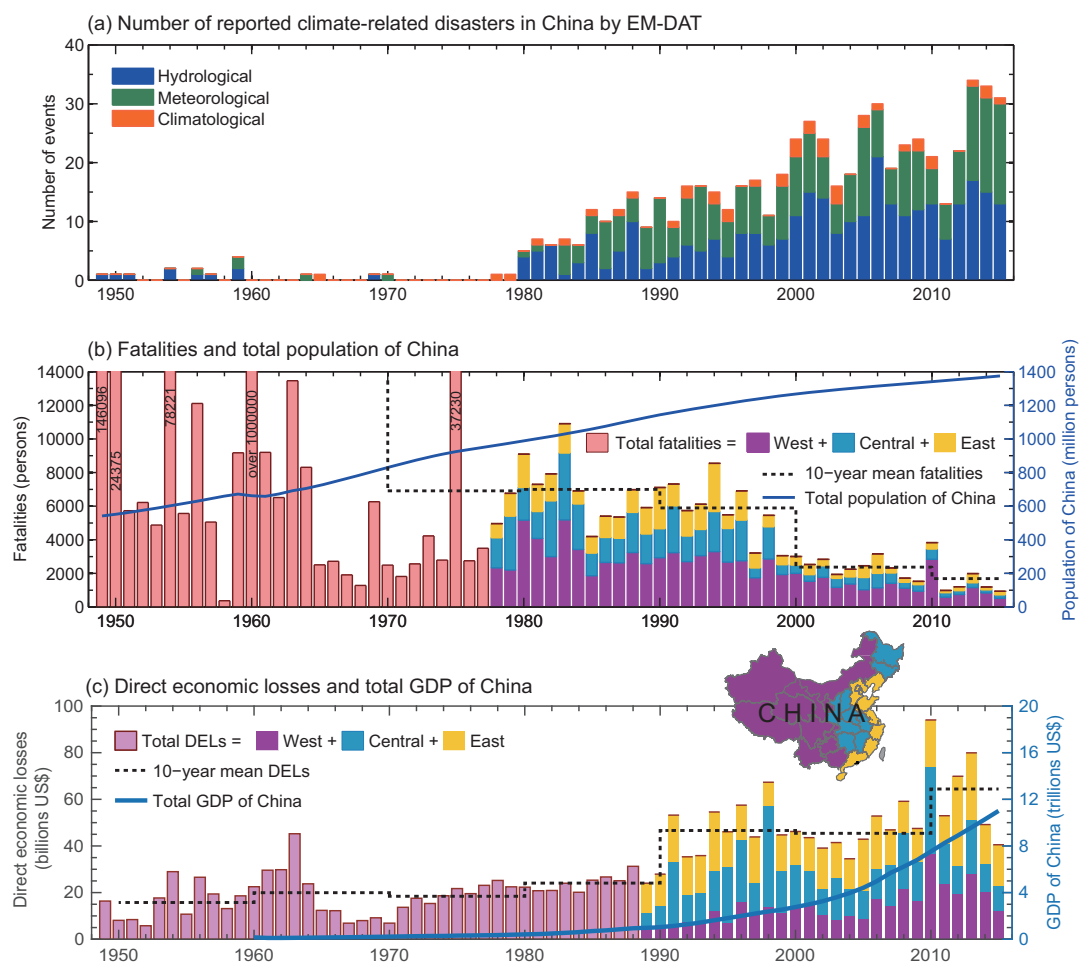 (a) Number of reported climate-related disasters in China by EM-DAT
40
30
20
10
0
Number of events
Hydrological
Meteorological
Climatological
1950 1960 1970 1980 1990 2000 2010
(b) Fatalities and total population of China
14000
12000
10000
8000
6000
4000
2000
0
Fatalities (persons)
146096
24375
78221
over 1000000
37230
Total fatalities = West + Central + East
10−year mean fatalities
Total population of China
1400
1200
1000
800
600
400
200
0
Population of China (million persons)
1950 1960 1970 1980 1990 2000 2010
(c) Direct economic losses and total GDP of China
CHINA
100
80
60
40
20
0
Direct economic losses
(billions US$)
Total DELs = West + Central + East
10−year mean DELs
Total GDP of China
20
16
12
8
4
0
GDP of China (trillions US$)
1950 1960 1970 1980 1990 2000 2010